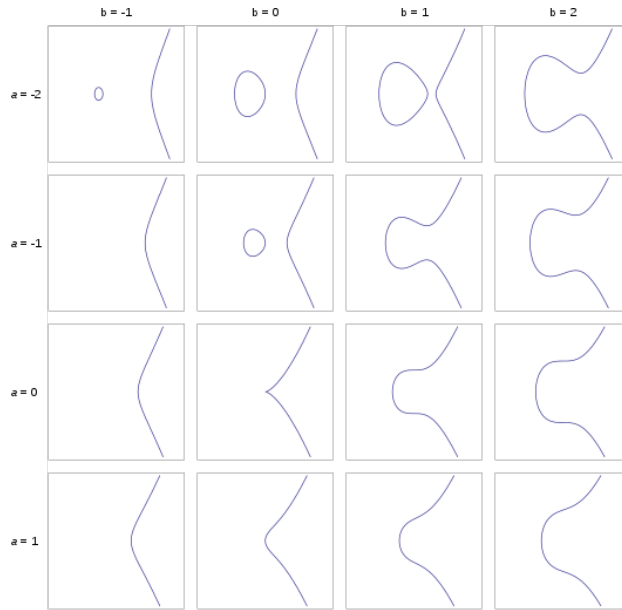 b = -1 b = 0 b = 1 b = 2
a = -2
a = -1
a = 0
a = 1